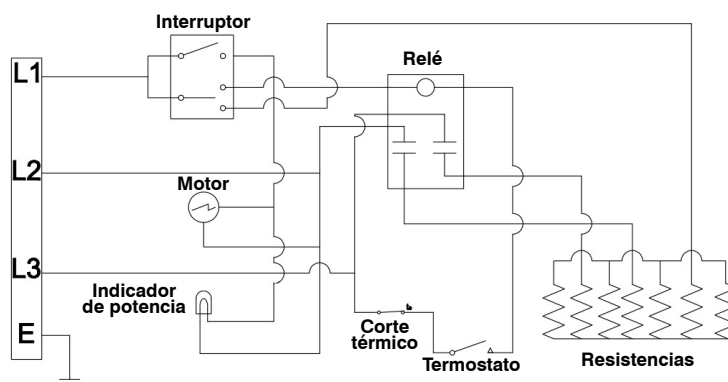 Interruptor
L1
Relé
L2
Motor
L3
Indicador
de potencia
Corte
térmico
E
Termostato
Resistencias